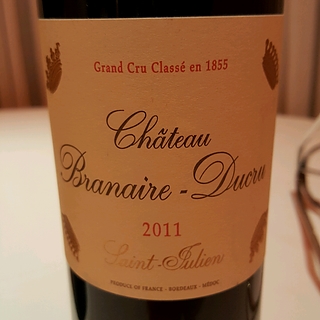 Grand Cru Classé en 1855
Château
Branaire-Ducru
2011
Saint-Julien
PRODUCE OF FRANCE - BORDEAUX - MÉDOC